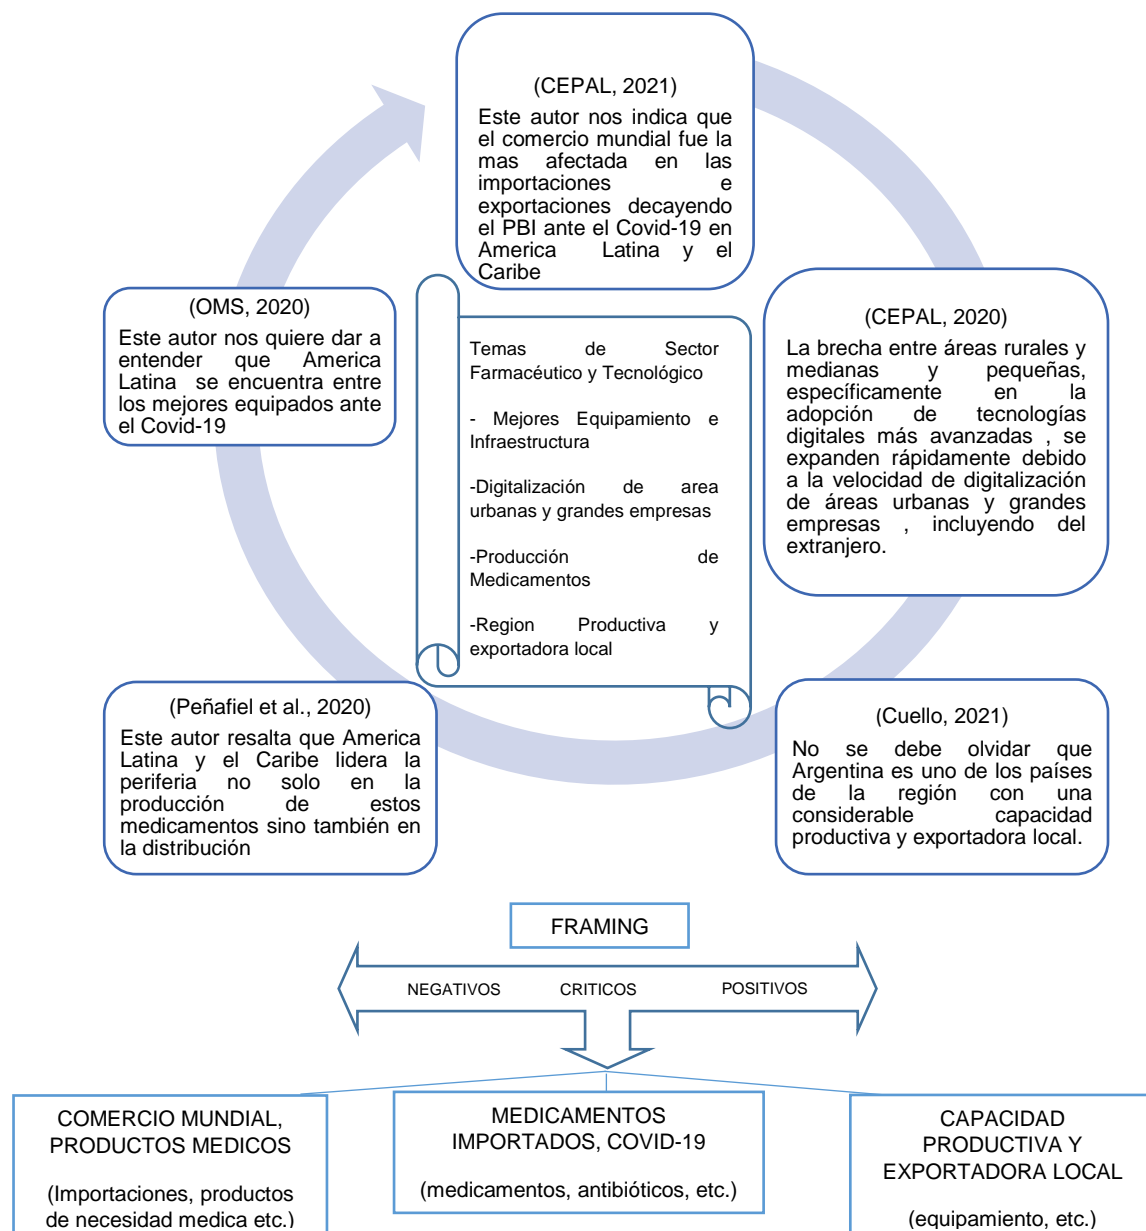 (CEPAL, 2021)
Este autor nos indica que
el comercio mundial fue la
mas afectada en las
importaciones e
exportaciones decayendo
el PBI ante el Covid-19 en
America Latina y el
Caribe
(CEPAL, 2020)
La brecha entre áreas rurales y
medianas y pequeñas,
específicamente en la
adopción de tecnologías
digitales más avanzadas , se
expanden rápidamente debido
a la velocidad de digitalización
de áreas urbanas y grandes
empresas , incluyendo del
extranjero.
(Cuello, 2021)
No se debe olvidar que
Argentina es uno de los países
de la región con una
considerable capacidad
productiva y exportadora local.
(Peñafiel et al., 2020)
Este autor resalta que America
Latina y el Caribe lidera la
periferia no solo en la
producción de estos
medicamentos sino también en
la distribución
(OMS, 2020)
Este autor nos quiere dar a
entender que America
Latina se encuentra entre
los mejores equipados ante
el Covid-19
Temas de Sector
Farmacéutico y Tecnológico
- Mejores Equipamiento e
Infraestructura
-Digitalización de area
urbanas y grandes empresas
-Producción de
Medicamentos
-Region Productiva y
exportadora local
FRAMING
NEGATIVOS CRITICOS POSITIVOS
COMERCIO MUNDIAL,
PRODUCTOS MEDICOS
(Importaciones, productos
de necesidad medica etc.)
MEDICAMENTOS
IMPORTADOS, COVID-19
(medicamentos, antibióticos, etc.)
CAPACIDAD
PRODUCTIVA Y
EXPORTADORA LOCAL
(equipamiento, etc.)